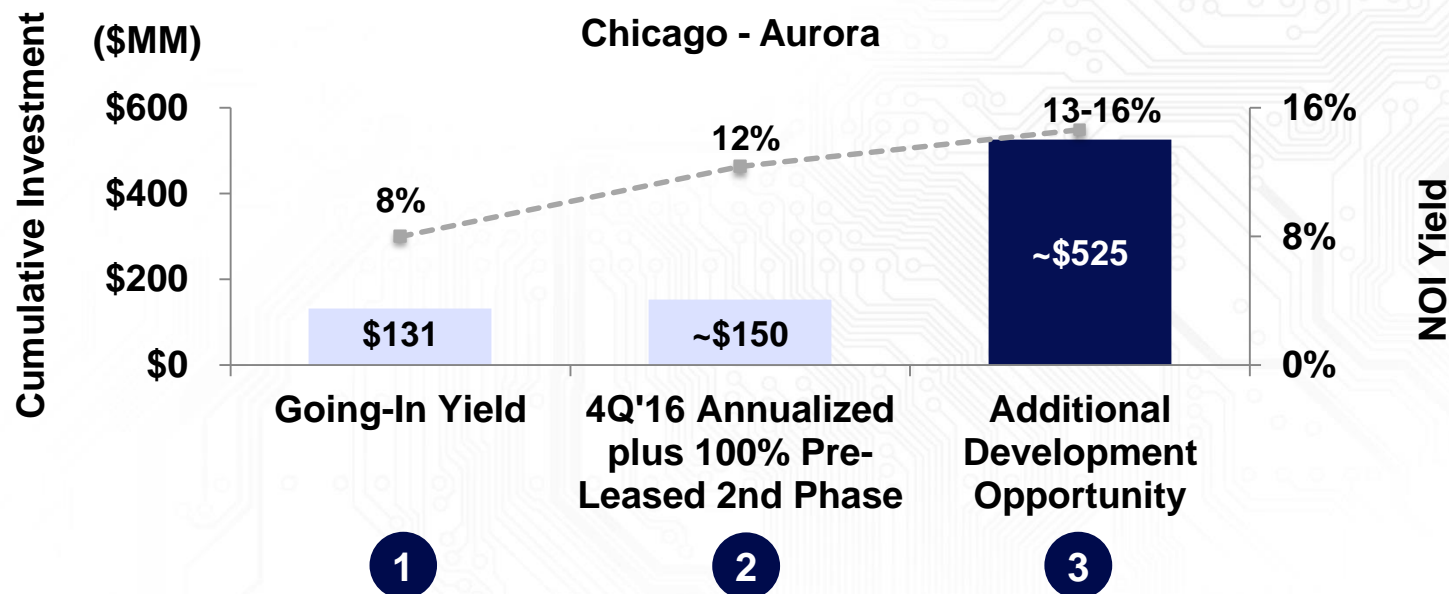 Cumulative Investment
($MM)
Chicago - Aurora
$600
$400
$200
$0
8%
12%
13-16%
$131
~$150
~$525
16%
8%
0%
NOI Yield
Going-In Yield
4Q'16 Annualized
plus 100% Pre-
Leased 2nd Phase
Additional
Development
Opportunity
1
2
3